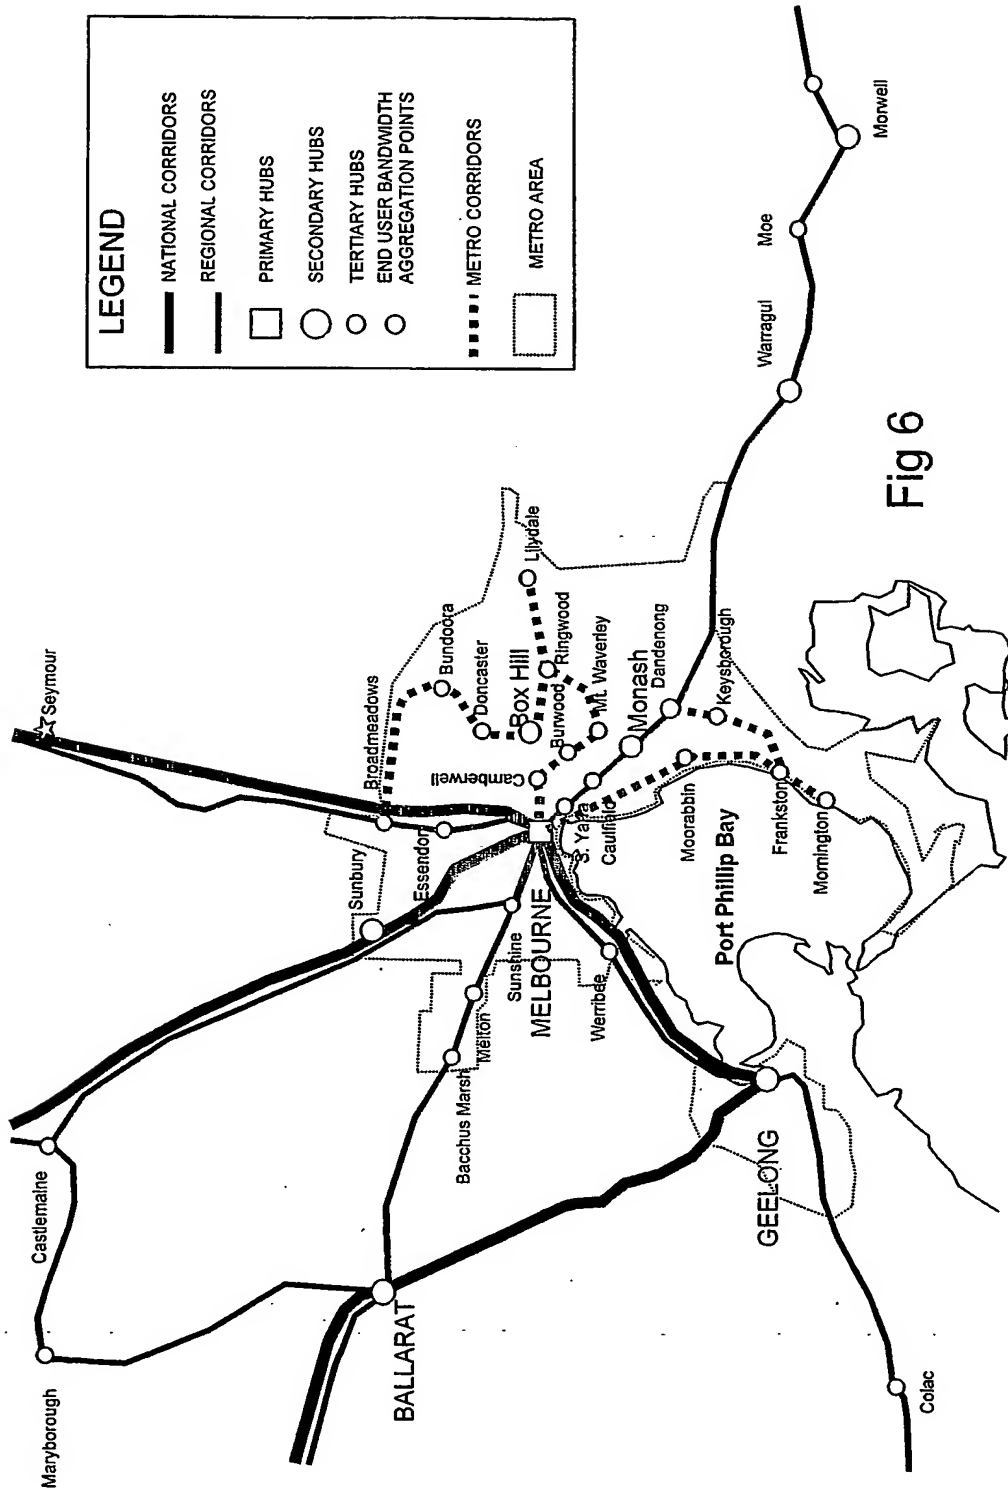 LEGEND
NATIONAL CORRIDORS
REGIONAL CORRIDORS
PRIMARY HUBS
SECONDARY HUBS
TERTIARY HUBS
END USER BANDWIDTH
AGGREGATION POINTS
METRO CORRIDORS
METRO AREA
Maryborough
Castlemaine
Seymour
Sunbury
Broadmeadows
Essendon
Bundoora
Doncaster
BALLARAT
Bacchus Marsh
Melton
Sunshine
MELBOURNE
Camberwell
Box Hill
Burwood
Lilydale
Ringwood
Mt. Waverley
Werribee
S. Yarra
Caulfield
Monash
Dandenong
Keysborough
Moorabbin
Port Phillip Bay
Frankston
Mornington
GEELONG
Colac
Warragul
Moe
Morwell
Fig 6